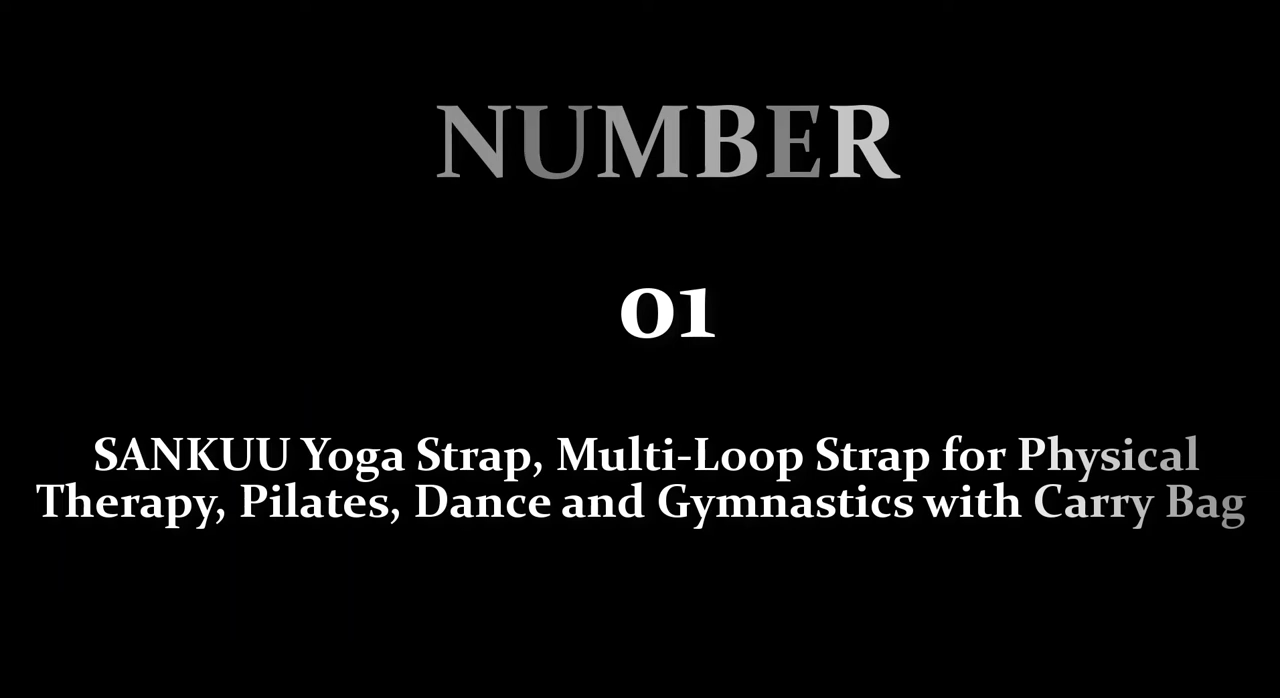 NUMBER
01
SANKUU Yoga Strap, Multi-Loop Strap for Physical
Therapy, Pilates, Dance and Gymnastics with Carry Bag